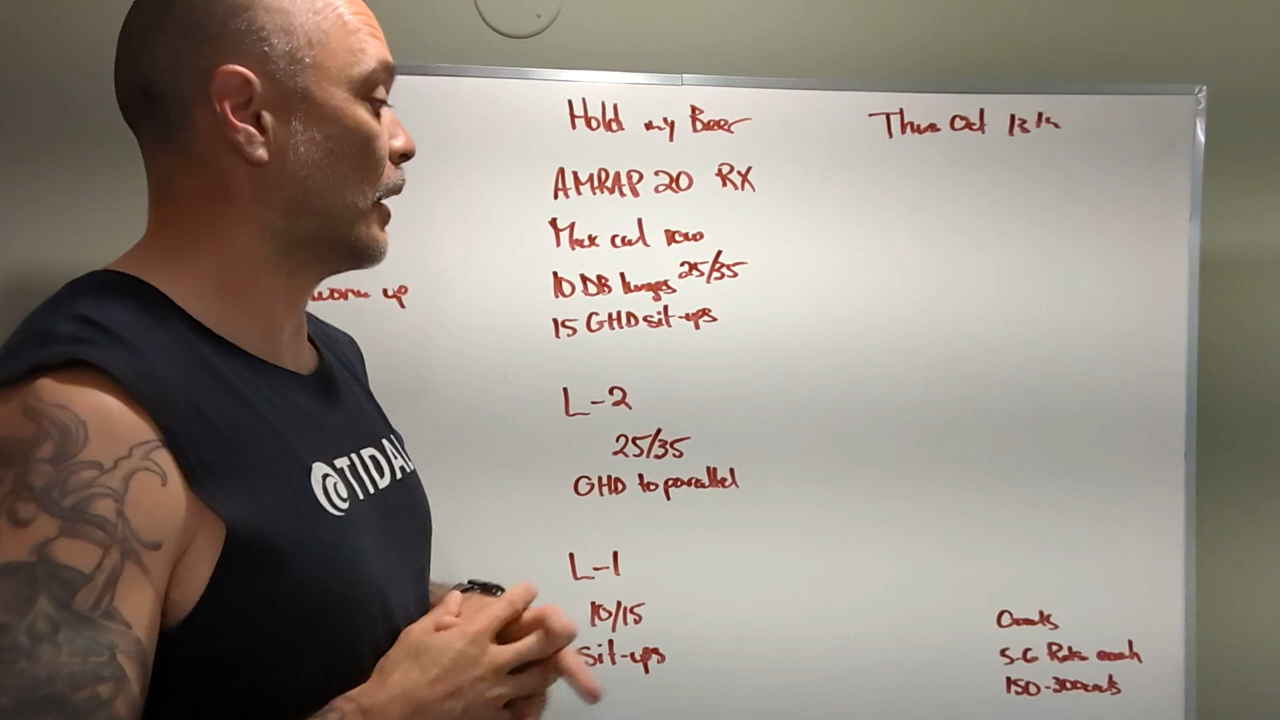 Hold my Beer
Thurs Oct 13th
AMRAP 20 RX
Max cal row
10 DB lunges 25/35
15 GHD sit-ups
warm up
L-2
25/35
GHD to parallel
TIDAL
L-1
10/15
Sit-ups
Goals
5-6 Rds each
150-300cals